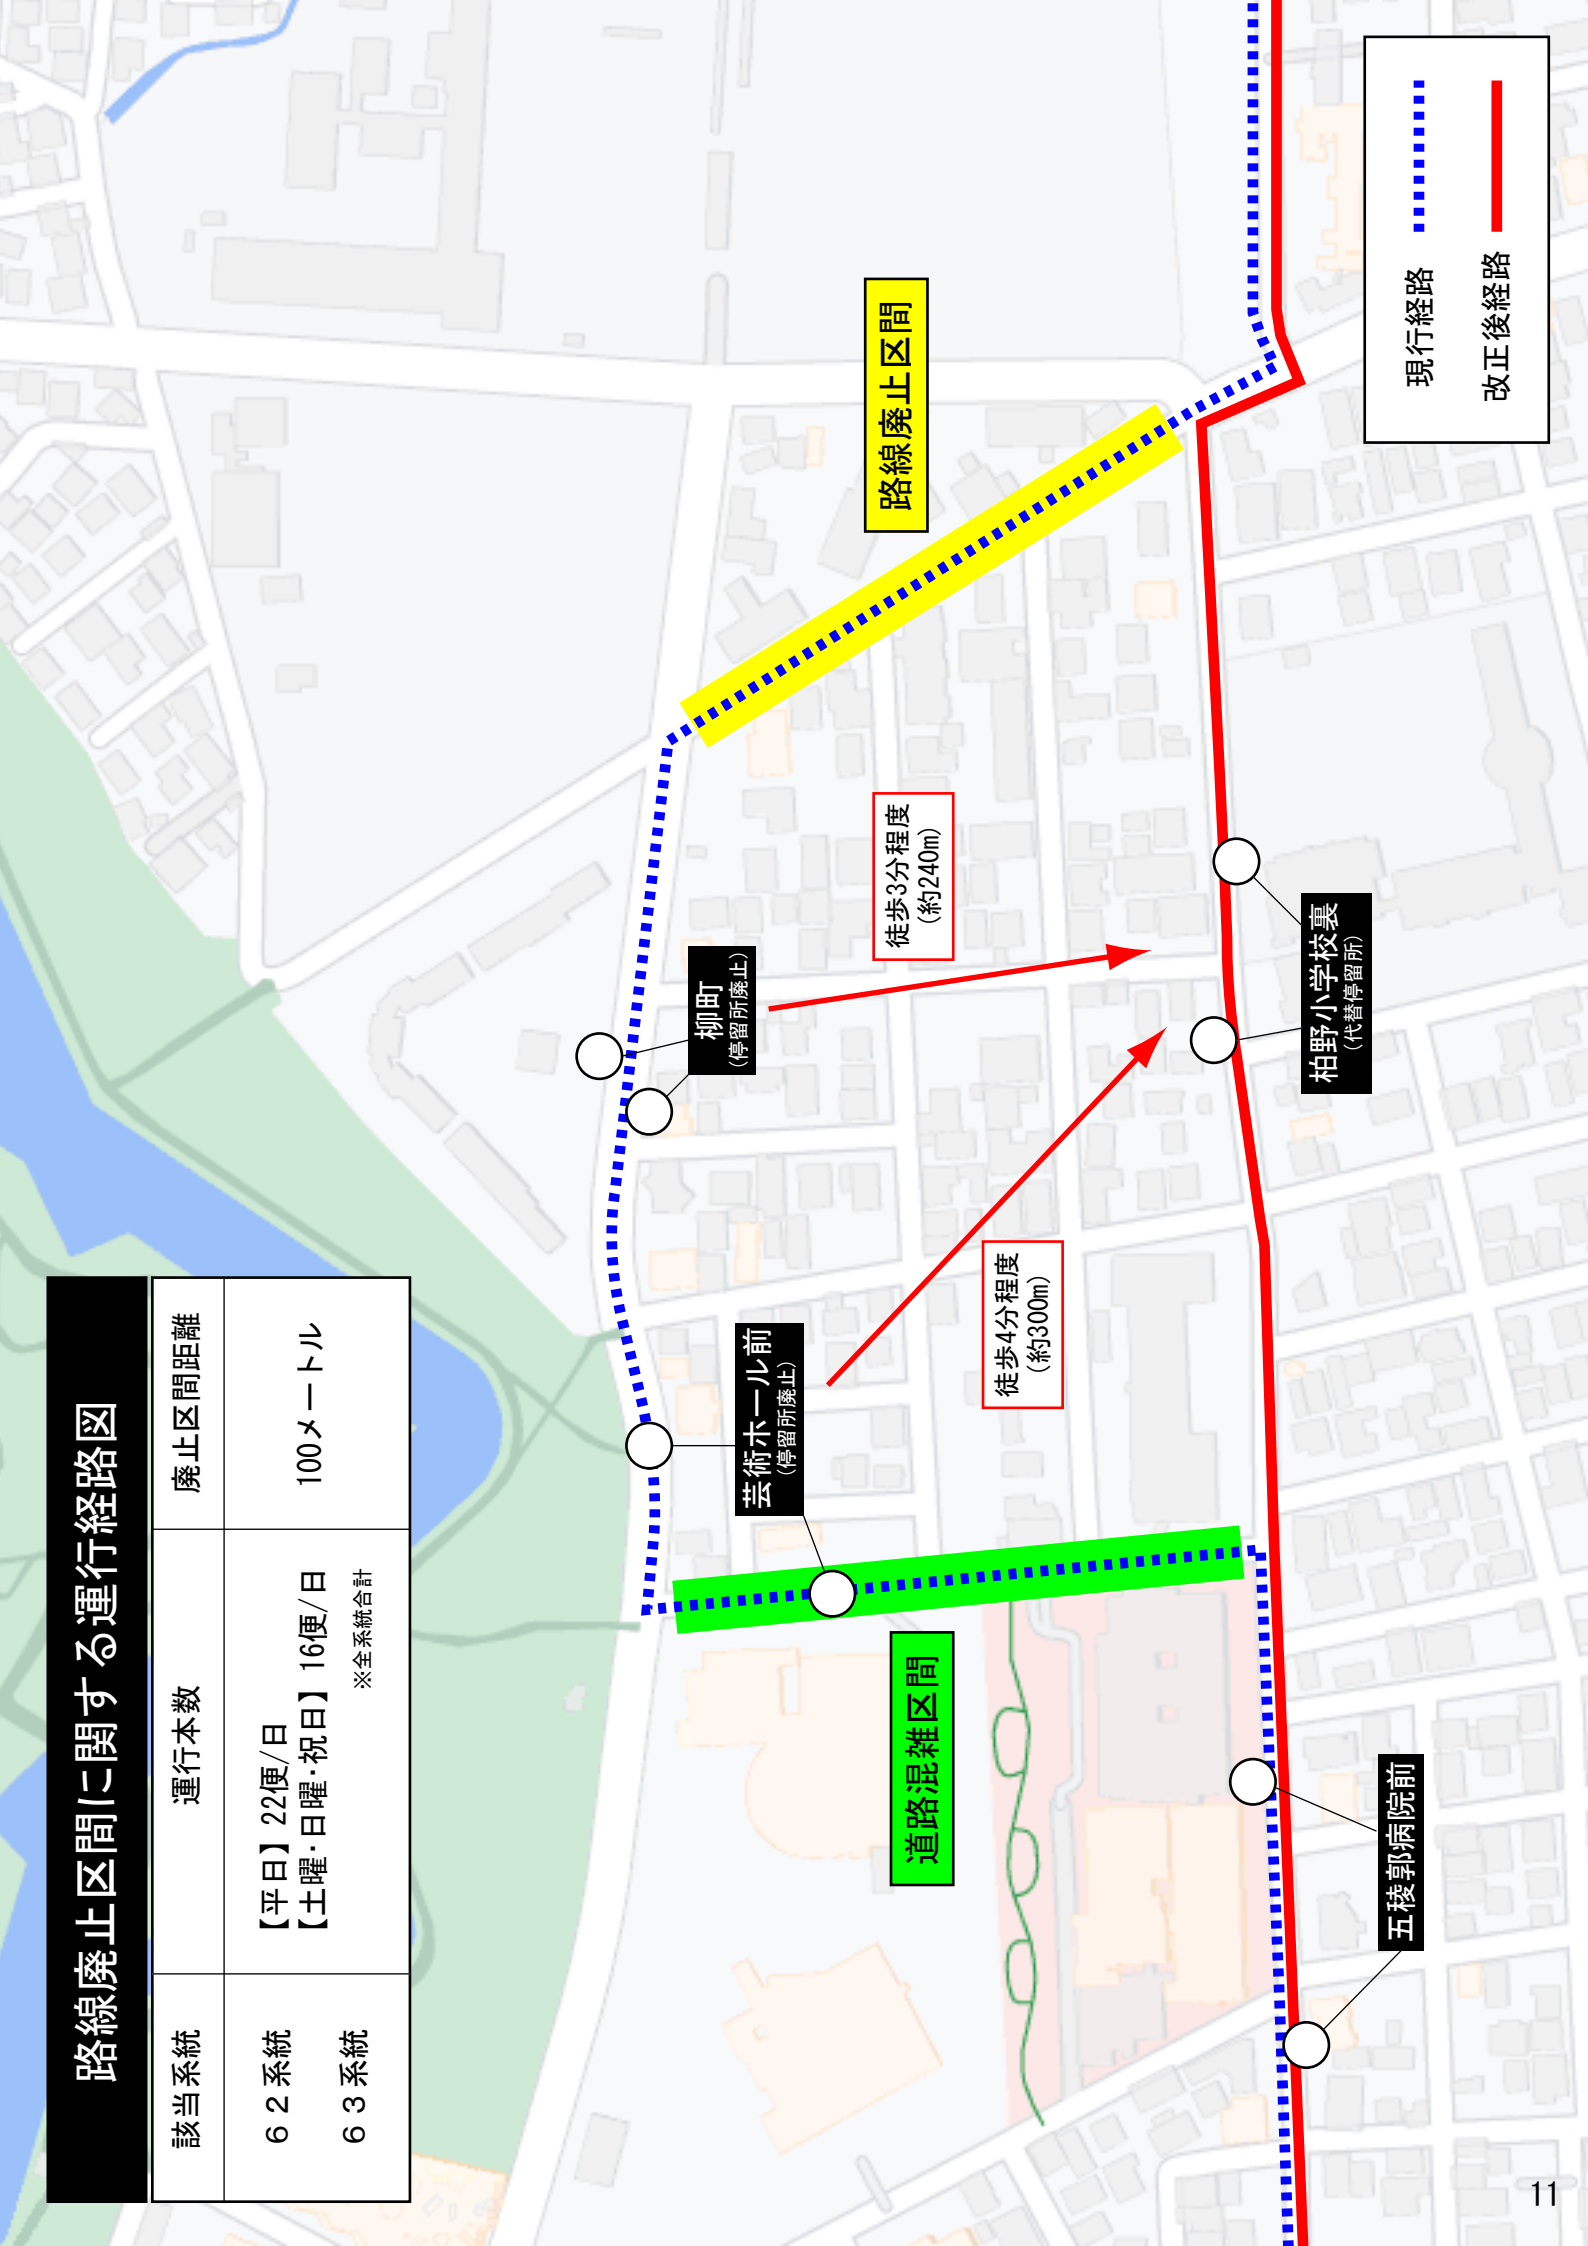 路線廃止区間に関する運行経路図
該当系統
運行本数
廃止区間距離
６２系統
６３系統
【平日】22便/日
【土曜・日曜・祝日】16便/日
※全系統合計
100メートル
芸術ホール前
(停留所廃止)
柳町
(停留所廃止)
路線廃止区間
徒歩3分程度
(約240m)
徒歩4分程度
(約300m)
道路混雑区間
柏野小学校裏
(代替停留所)
五稜郭病院前
現行経路
改正後経路
11